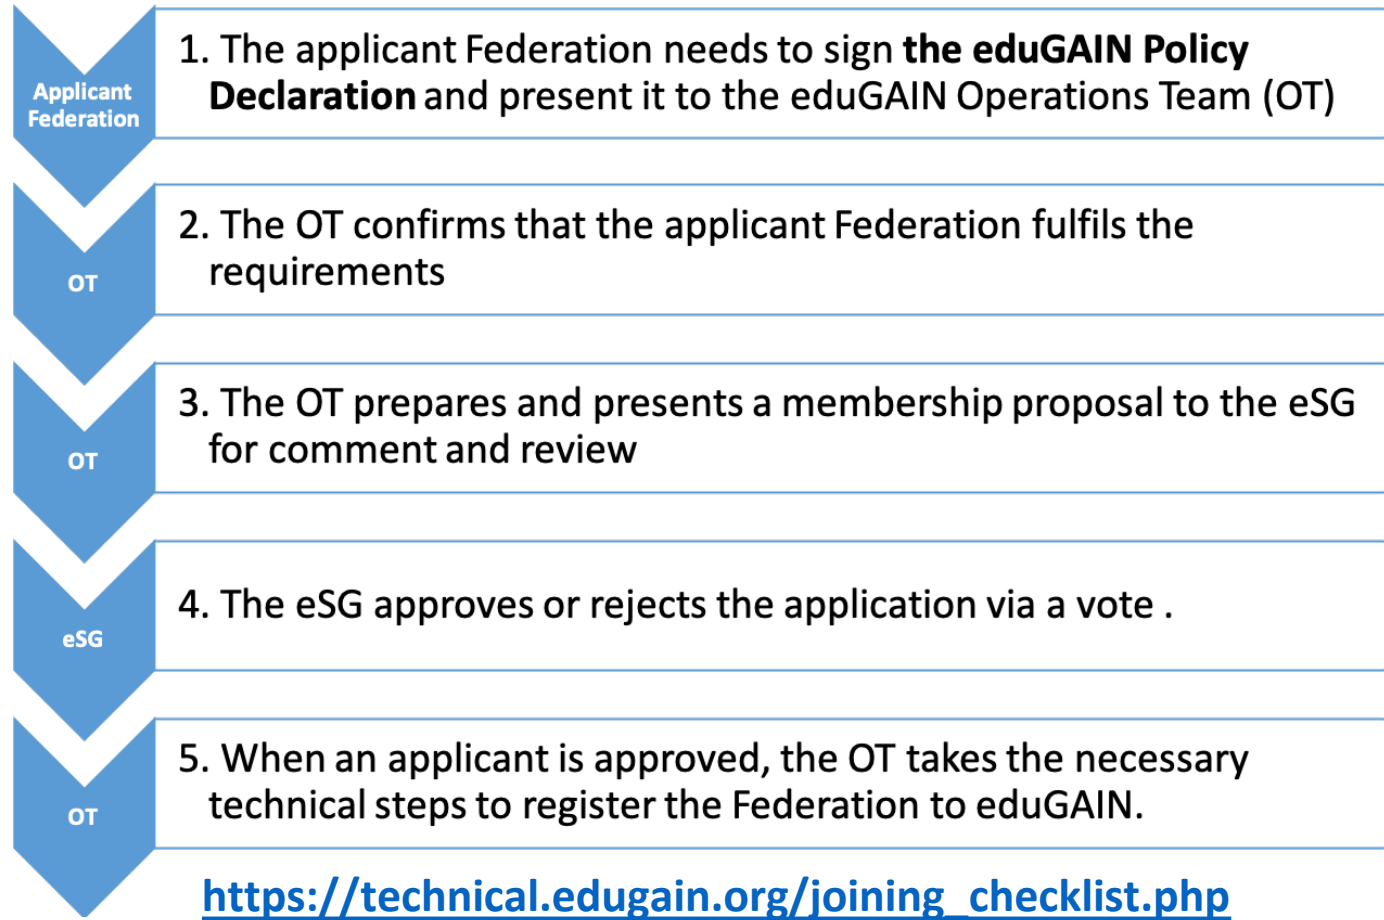 Applicant
Federation
1. The applicant Federation needs to sign the eduGAIN Policy
Declaration and present it to the eduGAIN Operations Team (OT)
OT
2. The OT confirms that the applicant Federation fulfils the
requirements
OT
3. The OT prepares and presents a membership proposal to the eSG
for comment and review
eSG
4. The eSG approves or rejects the application via a vote .
OT
5. When an applicant is approved, the OT takes the necessary
technical steps to register the Federation to eduGAIN.
https://technical.edugain.org/joining_checklist.php